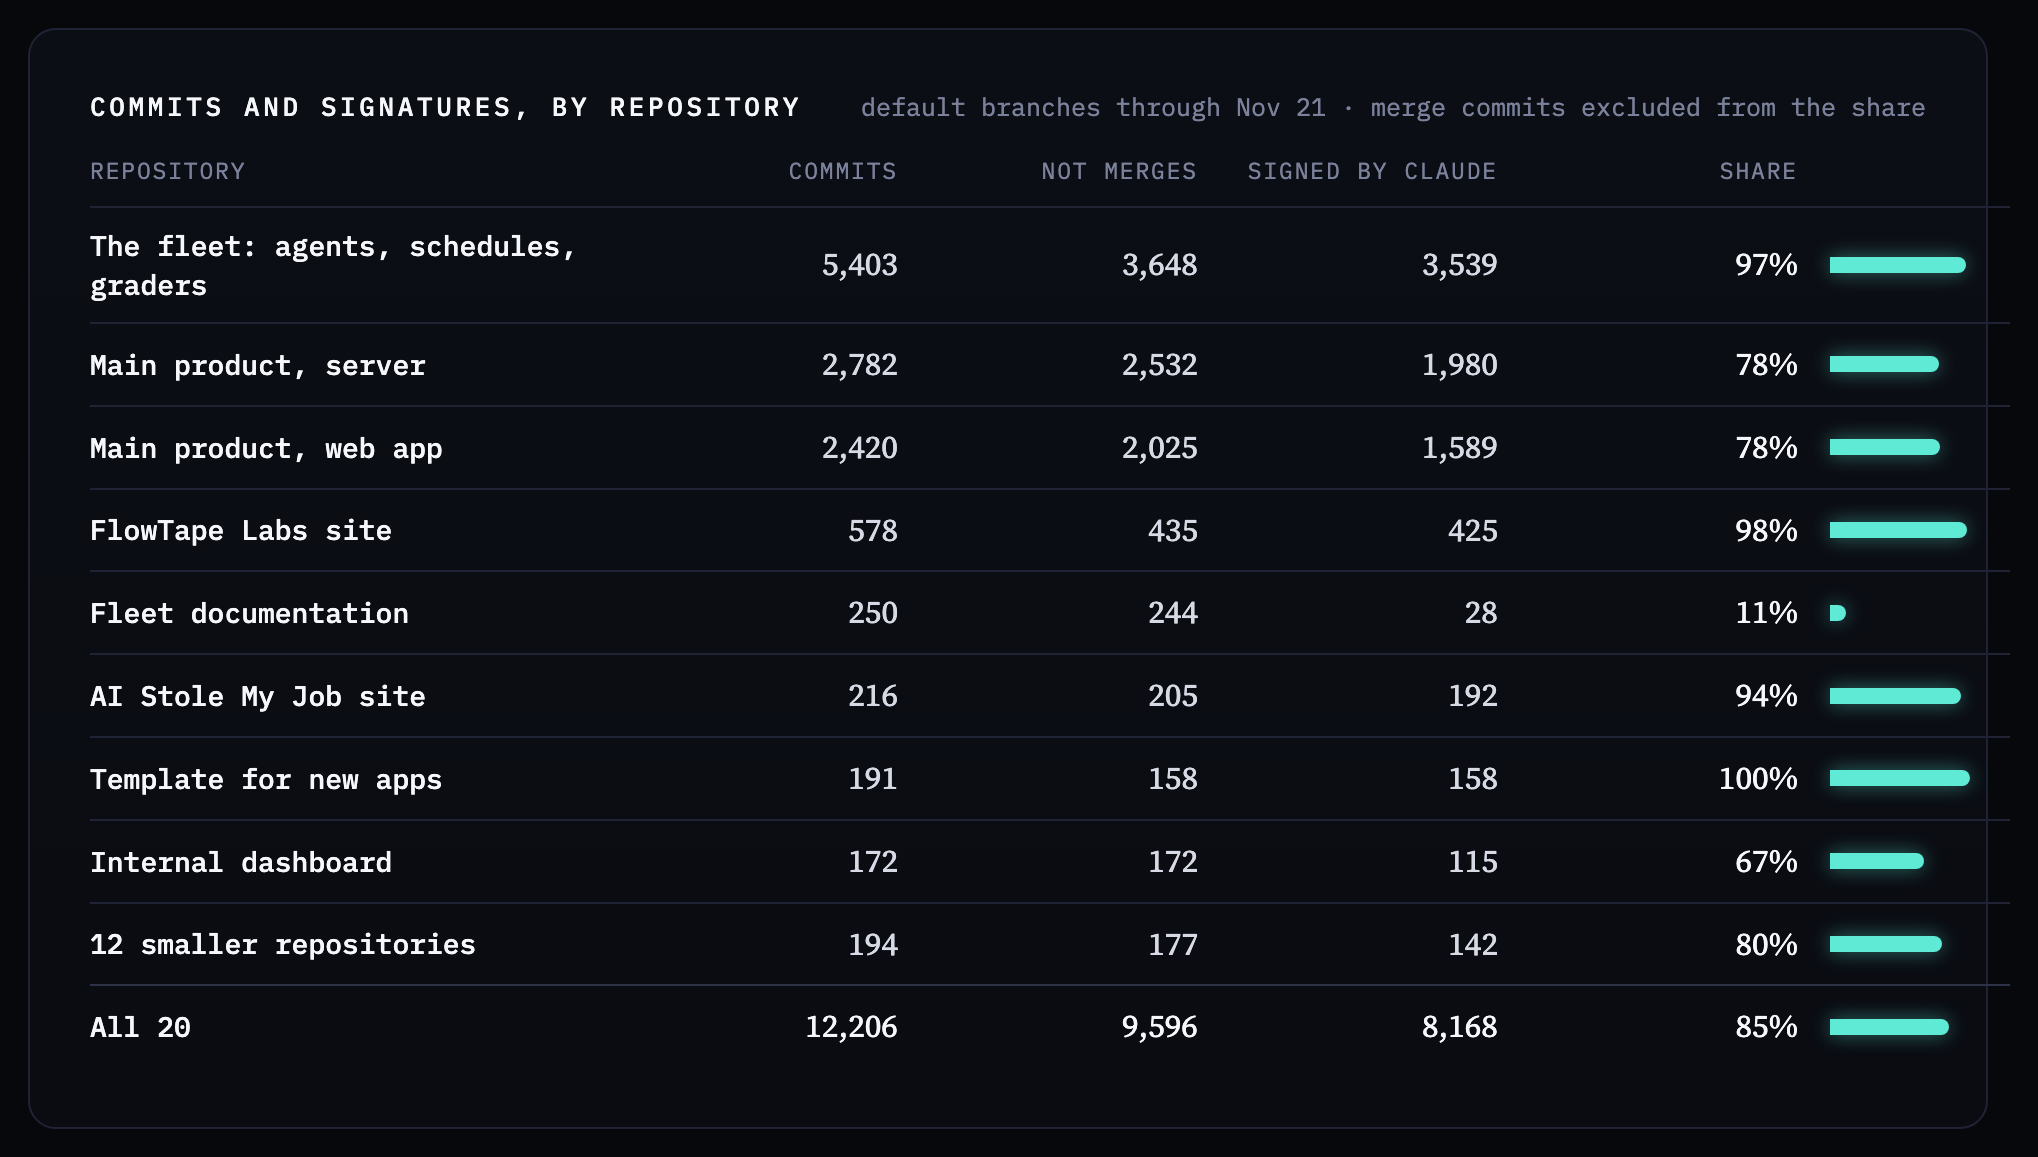 COMMITS AND SIGNATURES, BY REPOSITORY default branches through Nov 21 · merge commits excluded from the share
REPOSITORY COMMITS NOT MERGES SIGNED BY CLAUDE SHARE
The fleet: agents, schedules,
graders 5,403 3,648 3,539 97%
Main product, server 2,782 2,532 1,980 78%
Main product, web app 2,420 2,025 1,589 78%
FlowTape Labs site 578 435 425 98%
Fleet documentation 250 244 28 11%
AI Stole My Job site 216 205 192 94%
Template for new apps 191 158 158 100%
Internal dashboard 172 172 115 67%
12 smaller repositories 194 177 142 80%
All 20 12,206 9,596 8,168 85%